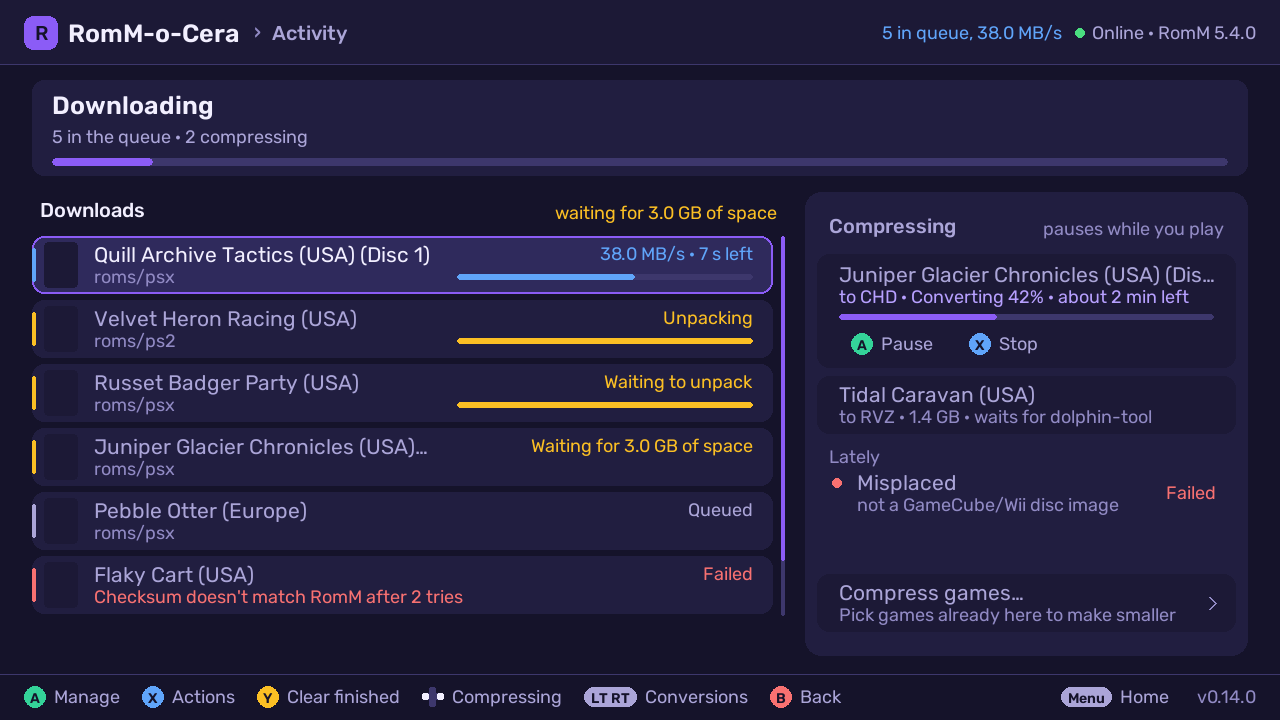 R RomM-o-Cera › Activity
5 in queue, 38.0 MB/s Online • RomM 5.4.0
Downloading
5 in the queue • 2 compressing
Downloads
waiting for 3.0 GB of space
Quill Archive Tactics (USA) (Disc 1)
38.0 MB/s • 7 s left
roms/psx
Velvet Heron Racing (USA)
Unpacking
roms/ps2
Russet Badger Party (USA)
Waiting to unpack
roms/psx
Juniper Glacier Chronicles (USA)…
Waiting for 3.0 GB of space
roms/psx
Pebble Otter (Europe)
Queued
roms/psx
Flaky Cart (USA)
Failed
Checksum doesn't match RomM after 2 tries
Compressing
pauses while you play
Juniper Glacier Chronicles (USA) (Dis…
to CHD • Converting 42% • about 2 min left
A Pause X Stop
Tidal Caravan (USA)
to RVZ • 1.4 GB • waits for dolphin-tool
Lately
Misplaced
Failed
not a GameCube/Wii disc image
Compress games…
Pick games already here to make smaller
A Manage X Actions Y Clear finished Compressing LT RT Conversions B Back Menu Home v0.14.0